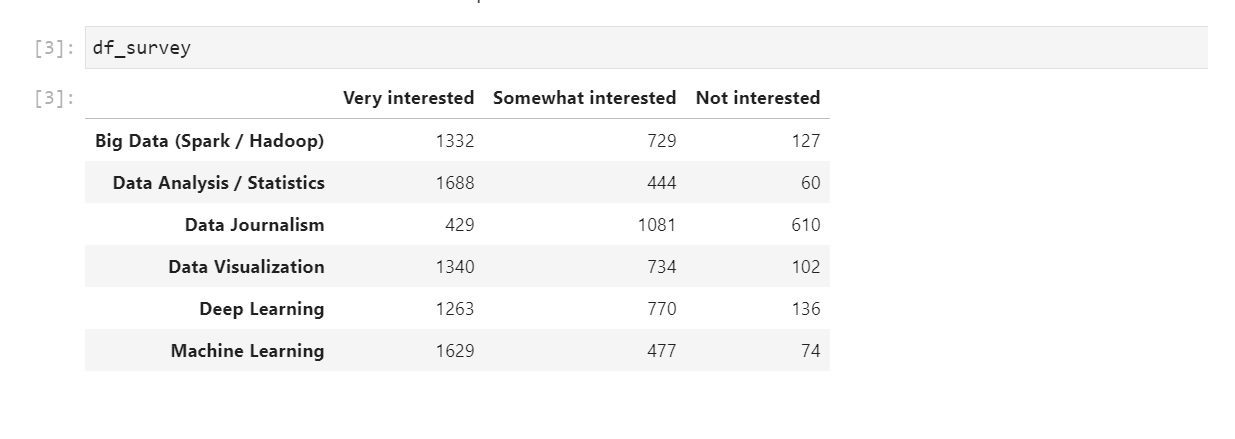 [3]: df_survey
[3]:
Very interested Somewhat interested Not interested
Big Data (Spark / Hadoop) 1332 729 127
Data Analysis / Statistics 1688 444 60
Data Journalism 429 1081 610
Data Visualization 1340 734 102
Deep Learning 1263 770 136
Machine Learning 1629 477 74